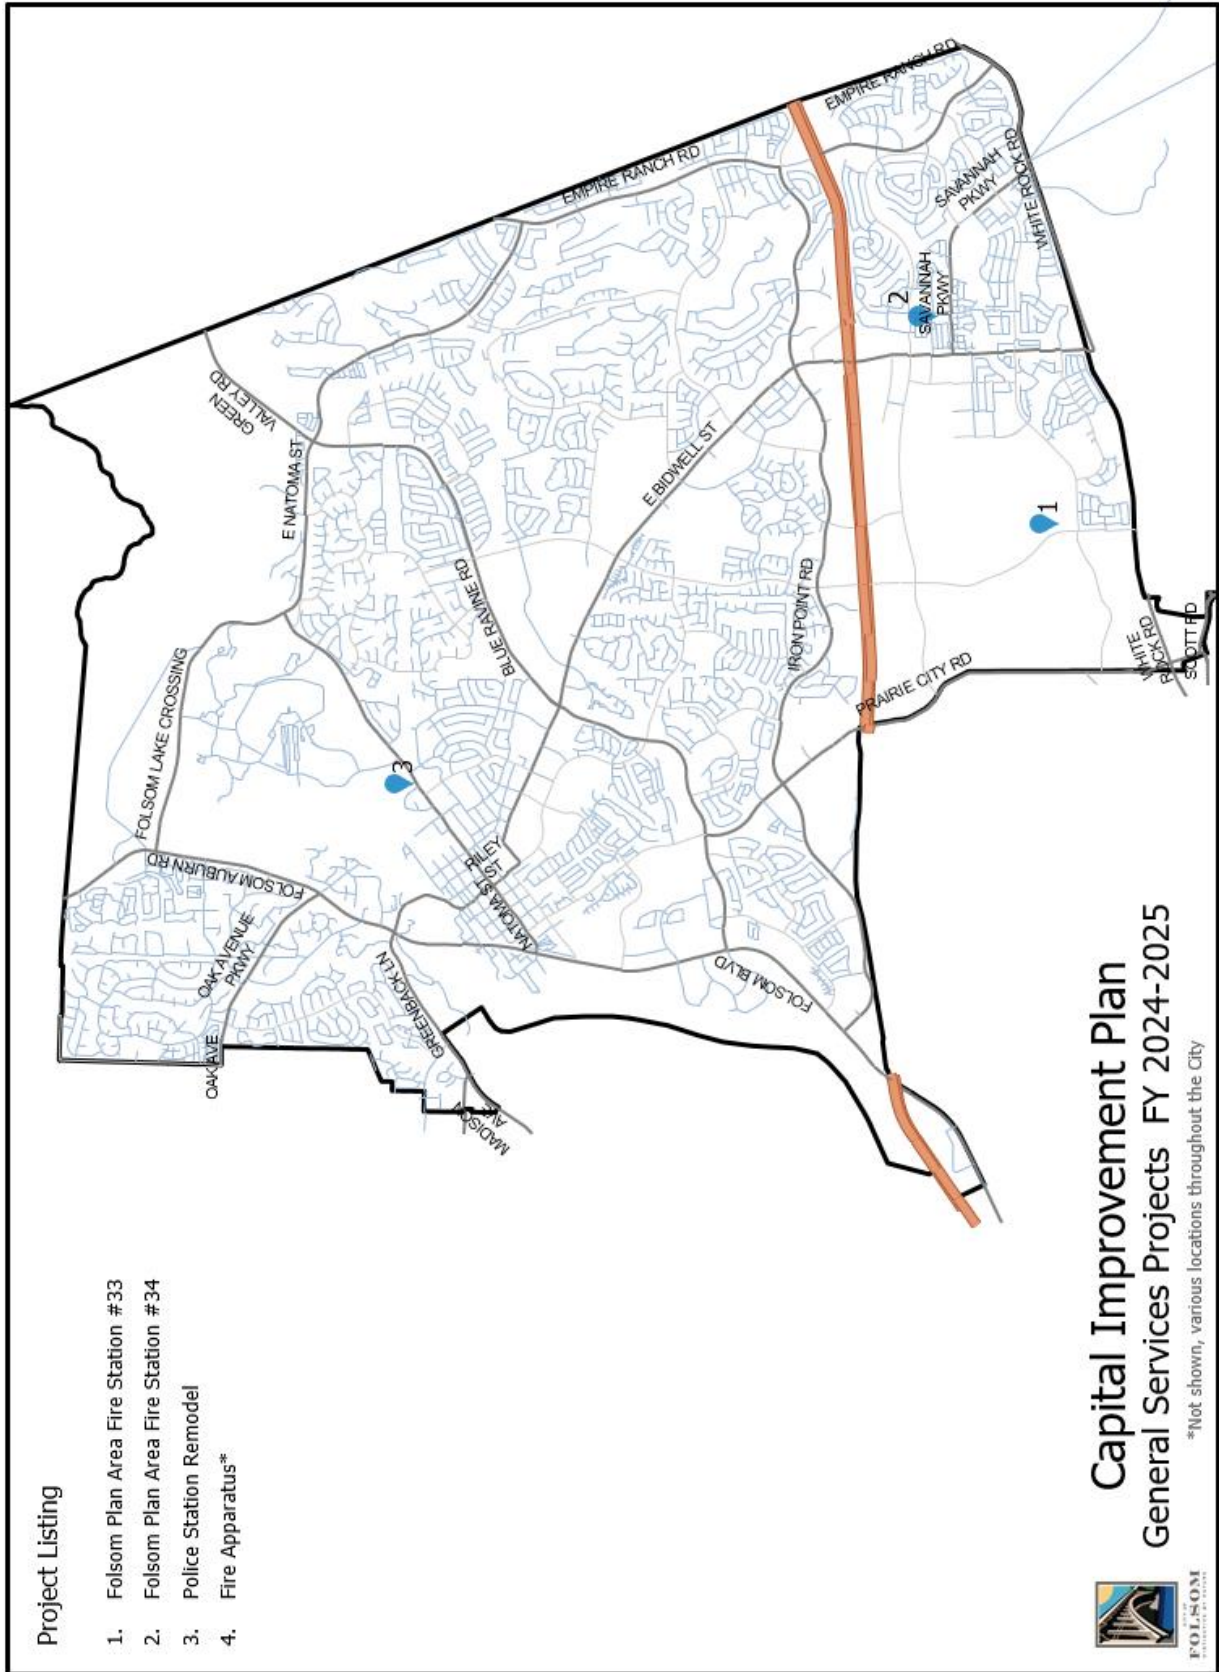 Project Listing
1. Folsom Plan Area Fire Station #33
2. Folsom Plan Area Fire Station #34
3. Police Station Remodel
4. Fire Apparatus*
OAK AVE
OAK AVENUE
PKWY
FOLSOM AUBURN RD
FOLSOM LAKE CROSSING
GREENBACK LN
MADISON
AVE
NATOMA ST
RILEY
ST
3
E NATOMA ST
GREEN
VALLEY RD
BLUE RAVINE RD
E BIDWELL ST
EMPIRE RANCH RD
FOLSOM BLVD
IRON POINT RD
PRAIRIE CITY RD
EMPIRE RANCH RD
SAVANNAH
PKWY
2
SAVANNAH
PKWY
WHITE ROCK RD
1
WHITE
ROCK RD
SCOTT RD
Capital Improvement Plan
General Services Projects FY 2024-2025
*Not shown, various locations throughout the City
CITY OF
FOLSOM